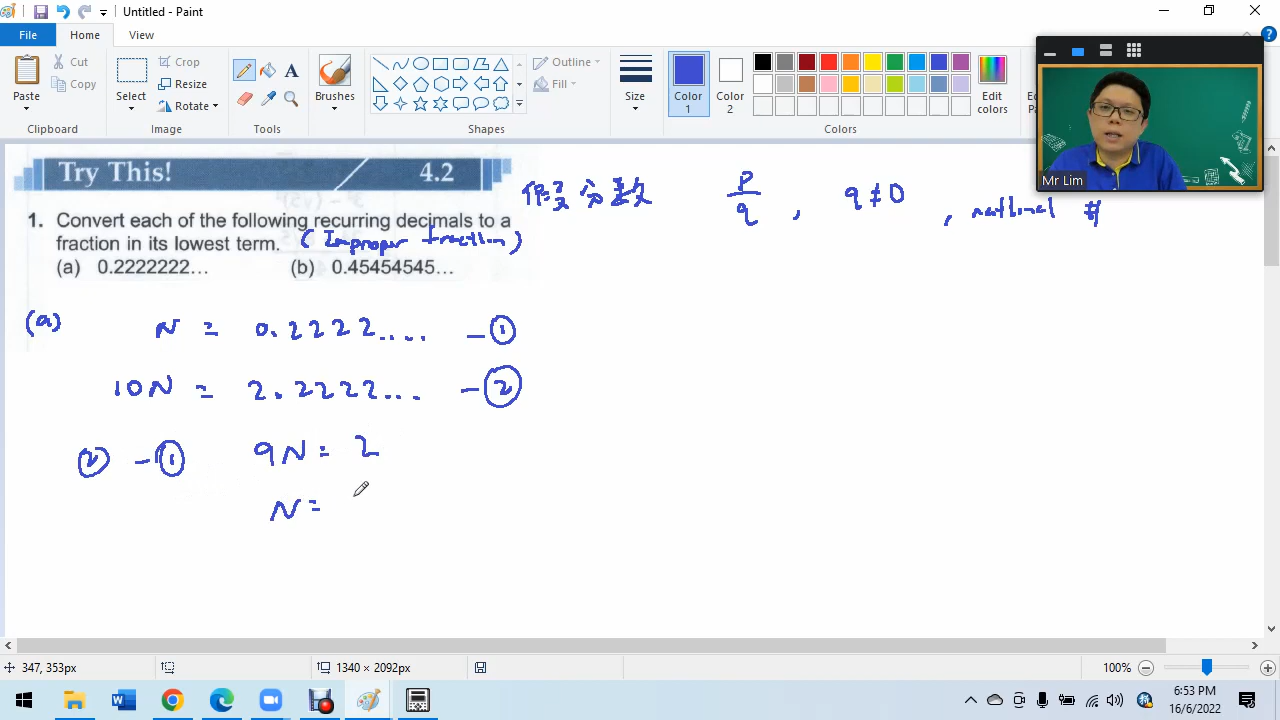 Untitled - Paint
File Home View
Paste Cut Copy Clipboard
Select Crop Resize Rotate Image
Tools
Brushes
Shapes
Outline Fill
Size
Color 1 Color 2 Edit colors Colors
Mr Lim
Try This! 4.2
1. Convert each of the following recurring decimals to a
fraction in its lowest term. (Improper fraction)
(a) 0.2222222... (b) 0.45454545...
分数 p/q , q ≠ 0 , national #
(a) N = 0.2222.... - ①
10N = 2.2222... - ②
② - ① 9N = 2
N =
347, 353px 1340 × 2092px 100%
6:53 PM
16/6/2022